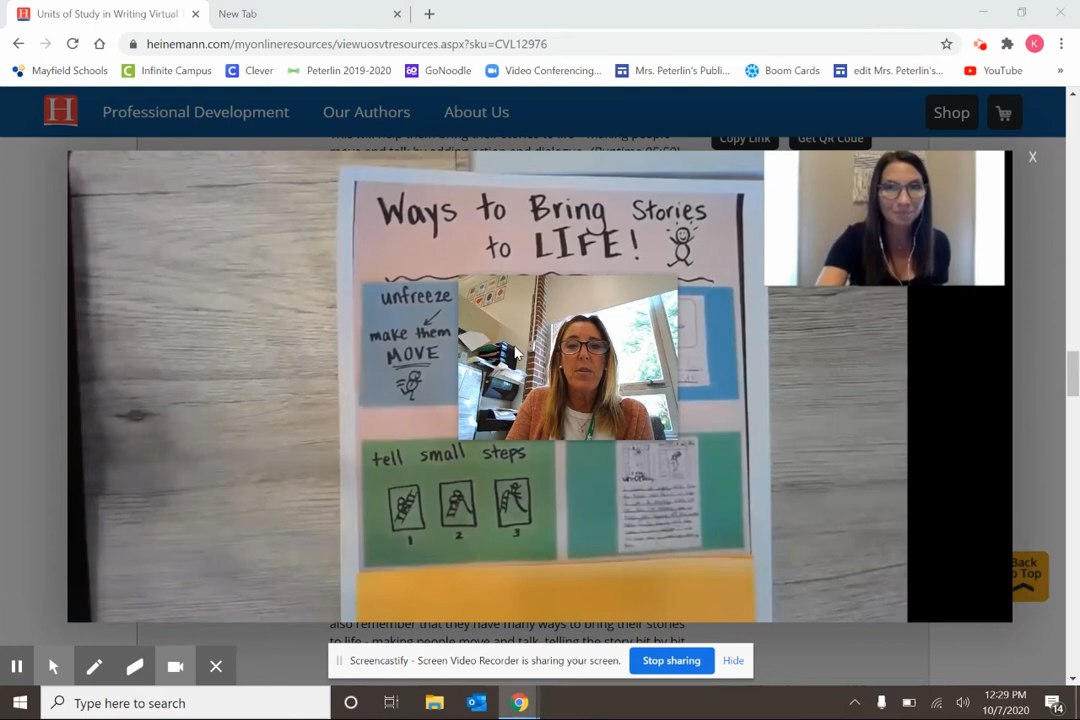 Units of Study in Writing Virtual
New Tab
heinemann.com/myonlineresources/viewuosvtresources.aspx?sku=CVL12976
Mayfield Schools
Infinite Campus
Clever
Peterlin 2019-2020
GoNoodle
Video Conferencing...
Mrs. Peterlin's Publi...
Boom Cards
edit Mrs. Peterlin's...
YouTube
»
K
H
Professional Development
Our Authors
About Us
Shop
Copy Link
Get QR Code
X
Ways to Bring Stories
to LIFE!
unfreeze
make them
MOVE
tell small steps
1
2
3
Back
to Top
also remember that they have many ways to bring their stories
to life - making people move and talk, telling the story bit by bit
Screencastify - Screen Video Recorder is sharing your screen.
Stop sharing
Hide
Type here to search
12:29 PM
10/7/2020
14